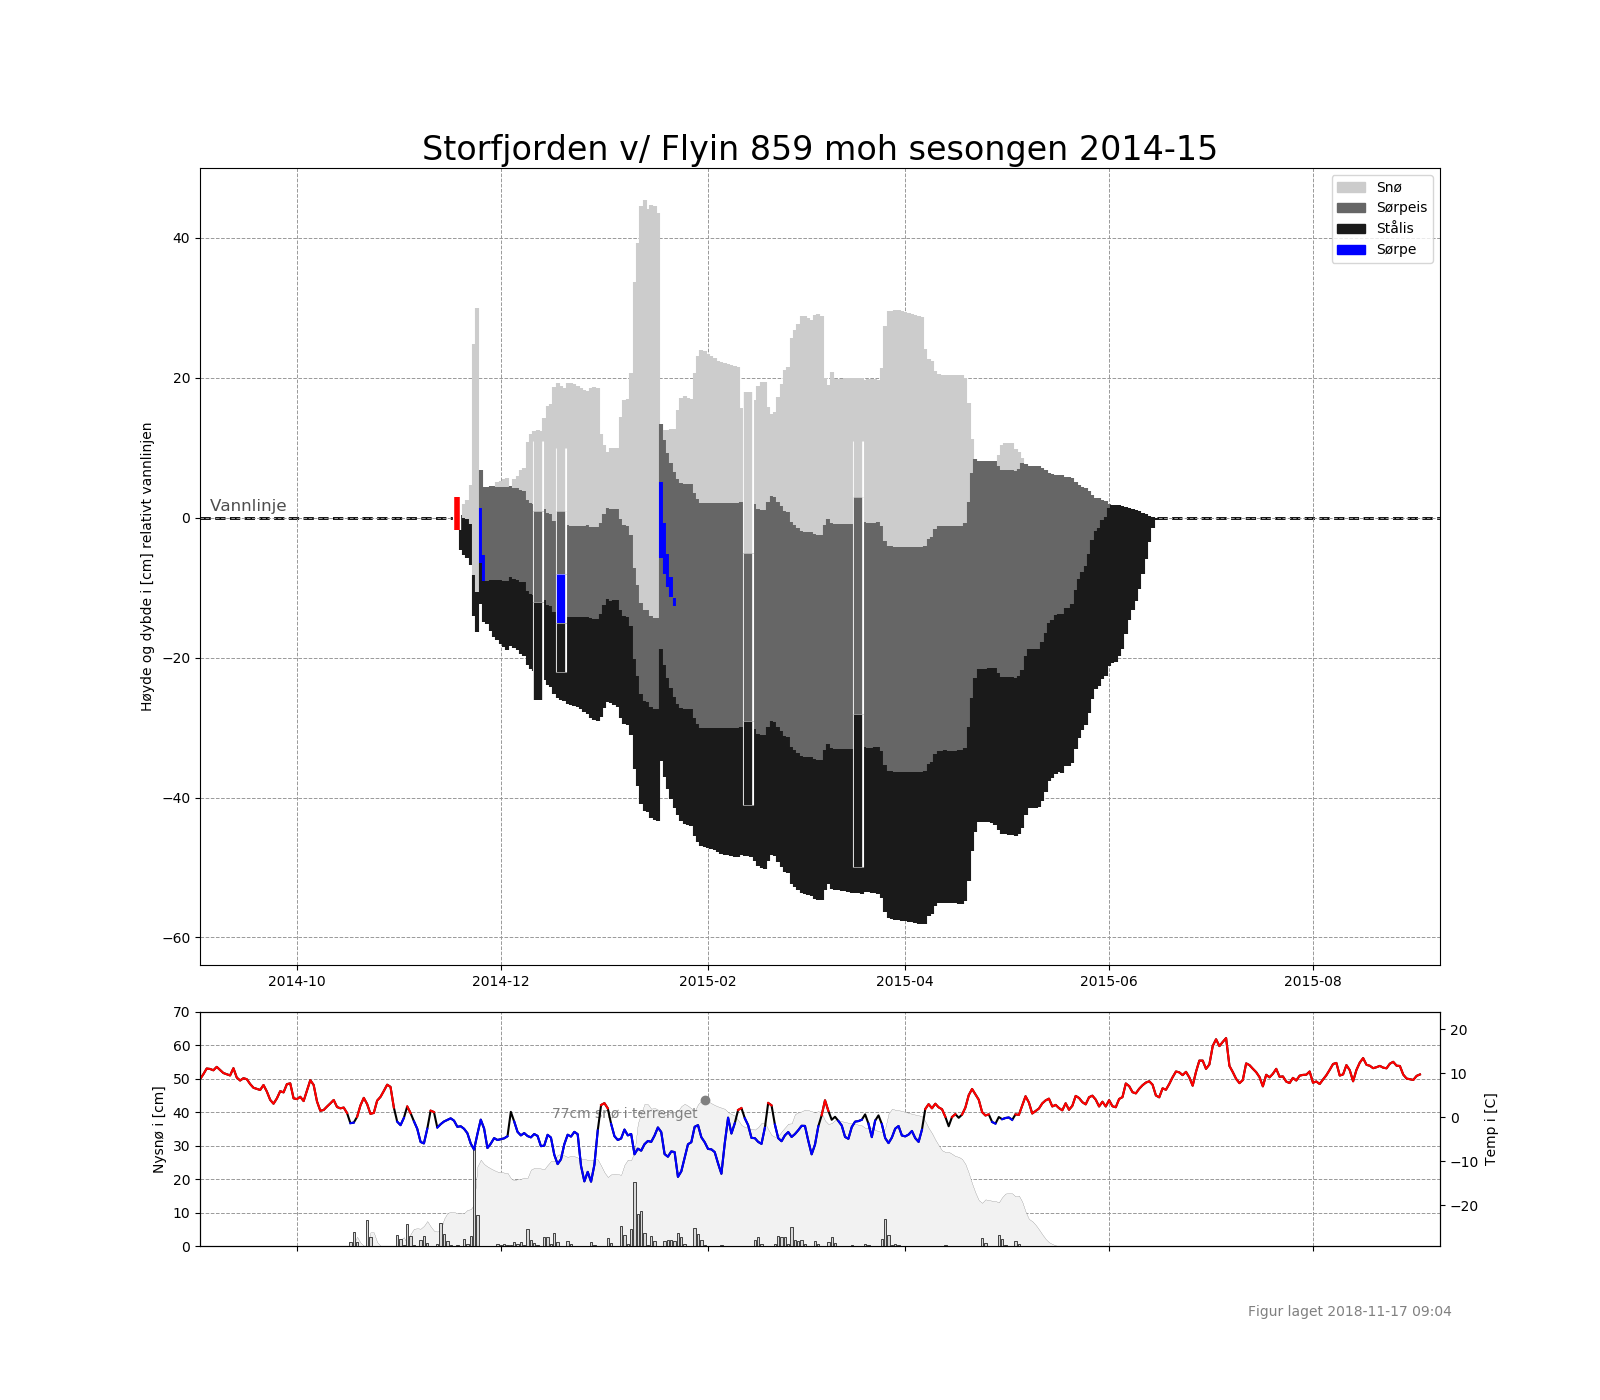 Storfjorden v/ Flyin 859 moh sesongen 2014-15
Snø
Sørpeis
Stålis
Sørpe
Høyde og dybde i [cm] relativt vannlinjen
40
20
0
−20
−40
−60
Vannlinje
2014-10
2014-12
2015-02
2015-04
2015-06
2015-08
Nysnø i [cm]
70
60
50
40
30
20
10
0
77cm snø i terrenget
20
10
0
−10
−20
Temp i [C]
Figur laget 2018-11-17 09:04